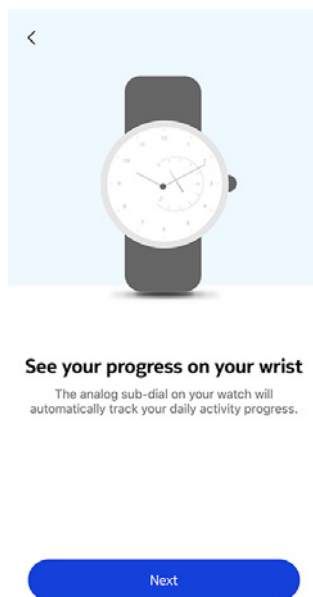 See your progress on your wrist
The analog sub-dial on your watch will
automatically track your daily activity progress.
Next